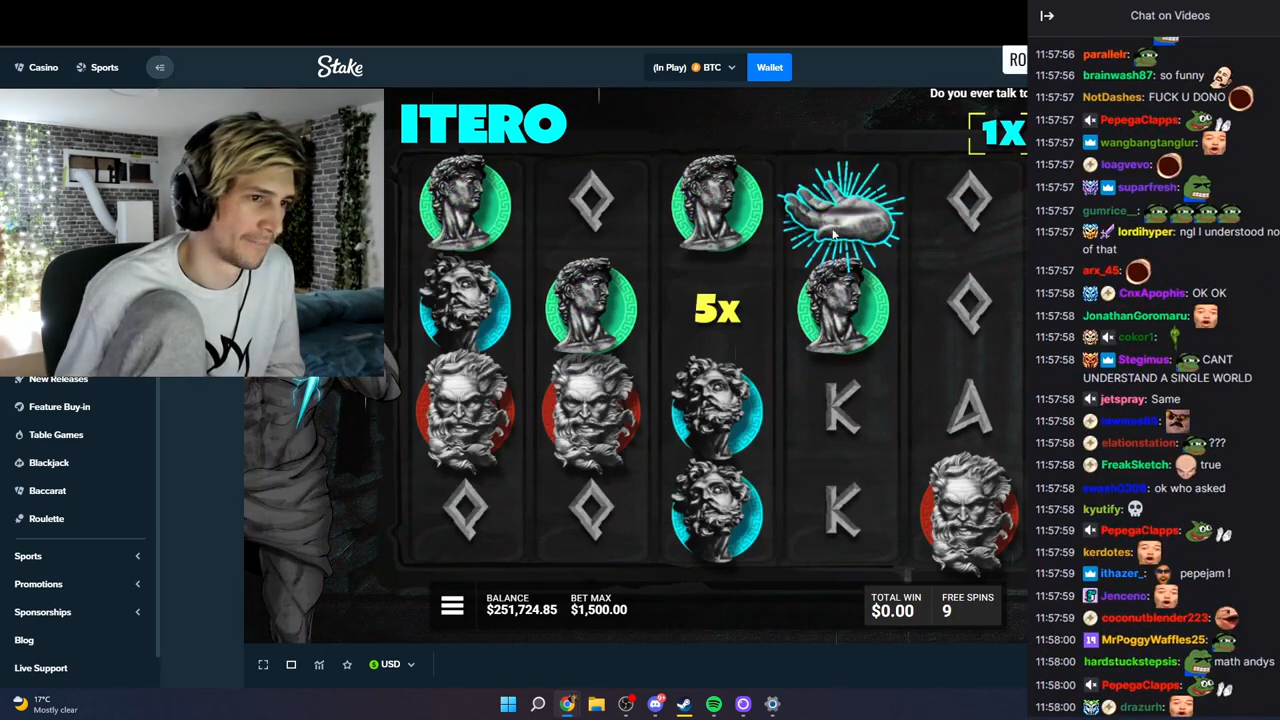 Chat on Videos
Casino
Sports
Stake
(In Play) BTC
Wallet
RO
Do you ever talk to
ITERO
1X
5X
Q
Q
Q
K
A
Q
Q
K
New Releases
Feature Buy-in
Table Games
Blackjack
Baccarat
Roulette
Sports
Promotions
Sponsorships
Blog
Live Support
BALANCE
$251,724.85
BET MAX
$1,500.00
TOTAL WIN
$0.00
FREE SPINS
9
USD
17°C
Mostly clear
11:57:56 parallelr:
11:57:56 brainwash87: so funny
11:57:57 NotDashes: FUCK U DONO
11:57:57 PepegaClapps:
11:57:57 wangbangtanglur:
11:57:57 loagvevo:
11:57:57 suparfresh:
11:57:57 gumrice__:
11:57:57 lordihyper: ngl I understood no
of that
11:57:57 arx_45:
11:57:58 CnxApophis: OK OK
11:57:58 JonathanGoromaru:
11:57:58 cokor1:
11:57:58 Stegimus: CANT
UNDERSTAND A SINGLE WORLD
11:57:58 jetspray: Same
11:57:58
11:57:58 elationstation: ???
11:57:58 FreakSketch: true
11:57:58 ok who asked
11:57:58 kyutify:
11:57:59 PepegaClapps:
11:57:59 kerdotes:
11:57:59 ithazer_: pepejam !
11:57:59 Jenceno:
11:57:59 coconutblender223:
11:58:00 19 MrPoggyWaffles25:
11:58:00 hardstuckstepsis: math andys
11:58:00 PepegaClapps:
11:58:00 drazurh: